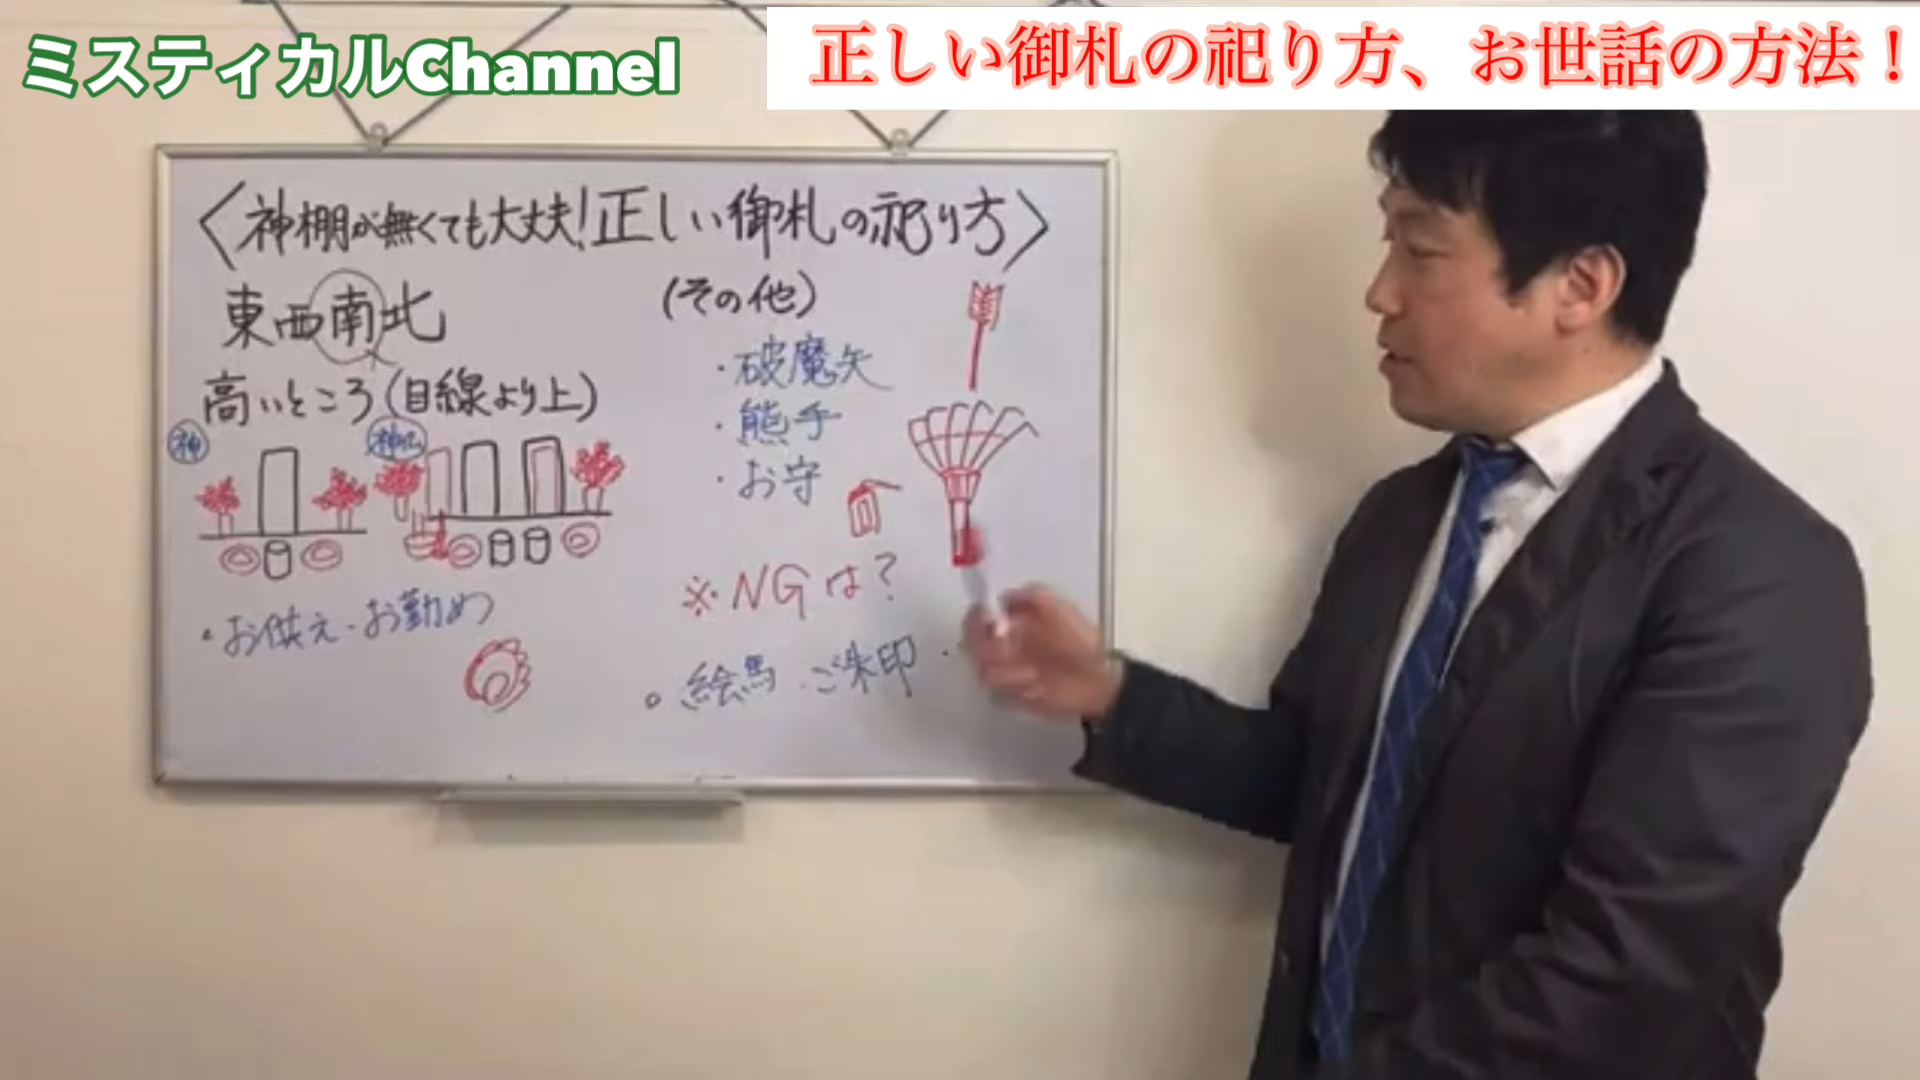 ミスティカルChannel
正しい御札の祀り方、お世話の方法！
〈神棚が無くても大丈夫!正しい御札の祀り方〉
東西南北
高いところ(目線より上)
神
神仏
・お供え・お勤め
(その他)
・破魔矢
・熊手
・お守
※NGは?
。絵馬・ご朱印・